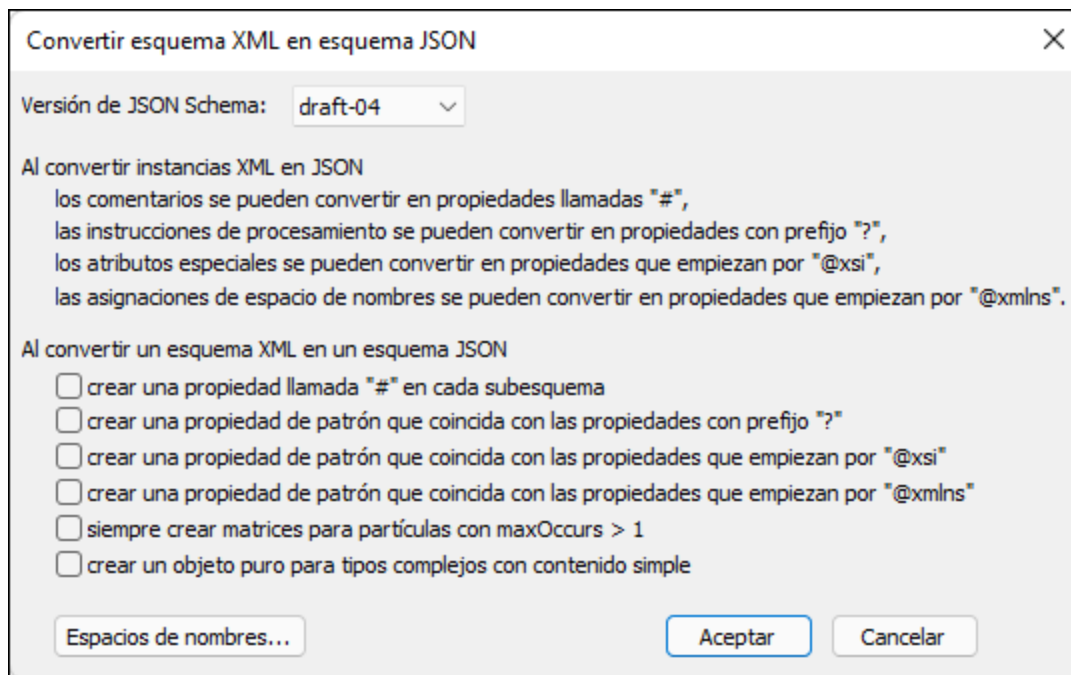 Convertir esquema XML en esquema JSON
Versión de JSON Schema: draft-04
Al convertir instancias XML en JSON
los comentarios se pueden convertir en propiedades llamadas "#",
las instrucciones de procesamiento se pueden convertir en propiedades con prefijo "?",
los atributos especiales se pueden convertir en propiedades que empiezan por "@xsi",
las asignaciones de espacio de nombres se pueden convertir en propiedades que empiezan por "@xmlns".
Al convertir un esquema XML en un esquema JSON
crear una propiedad llamada "#" en cada subesquema
crear una propiedad de patrón que coincida con las propiedades con prefijo "?"
crear una propiedad de patrón que coincida con las propiedades que empiezan por "@xsi"
crear una propiedad de patrón que coincida con las propiedades que empiezan por "@xmlns"
siempre crear matrices para partículas con maxOccurs > 1
crear un objeto puro para tipos complejos con contenido simple
Espacios de nombres... Aceptar Cancelar